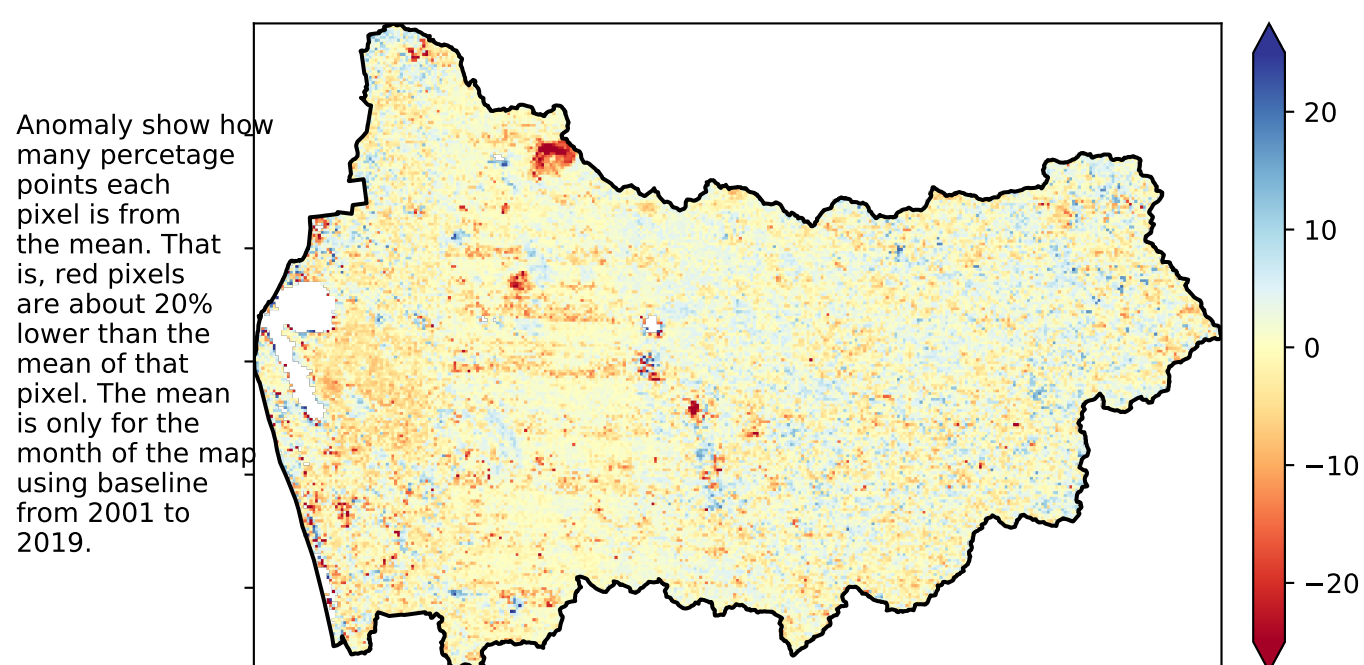 Anomaly show how
many percetage
points each
pixel is from
the mean. That
is, red pixels
are about 20%
lower than the
mean of that
pixel. The mean
is only for the
month of the map
using baseline
from 2001 to
2019.
20
10
0
−10
−20